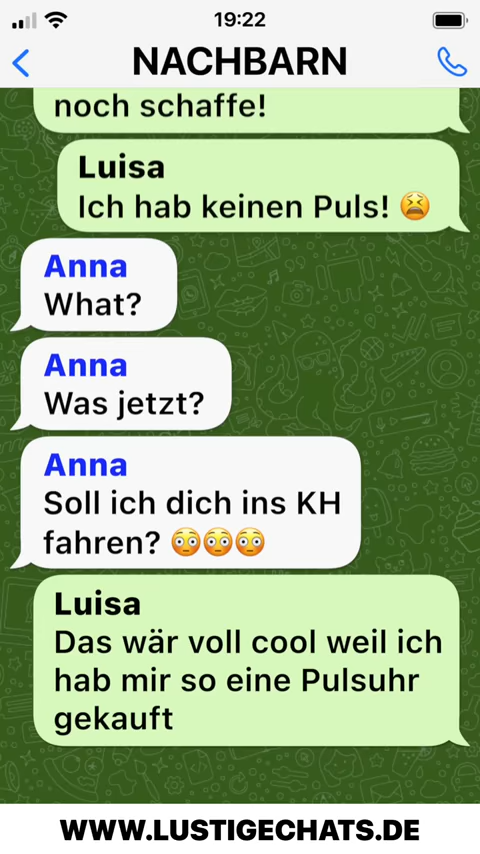 19:22
NACHBARN
noch schaffe!
Luisa
Ich hab keinen Puls! 😫
Anna
What?
Anna
Was jetzt?
Anna
Soll ich dich ins KH
fahren? 😳😳😳
Luisa
Das wär voll cool weil ich
hab mir so eine Pulsuhr
gekauft
WWW.LUSTIGECHATS.DE